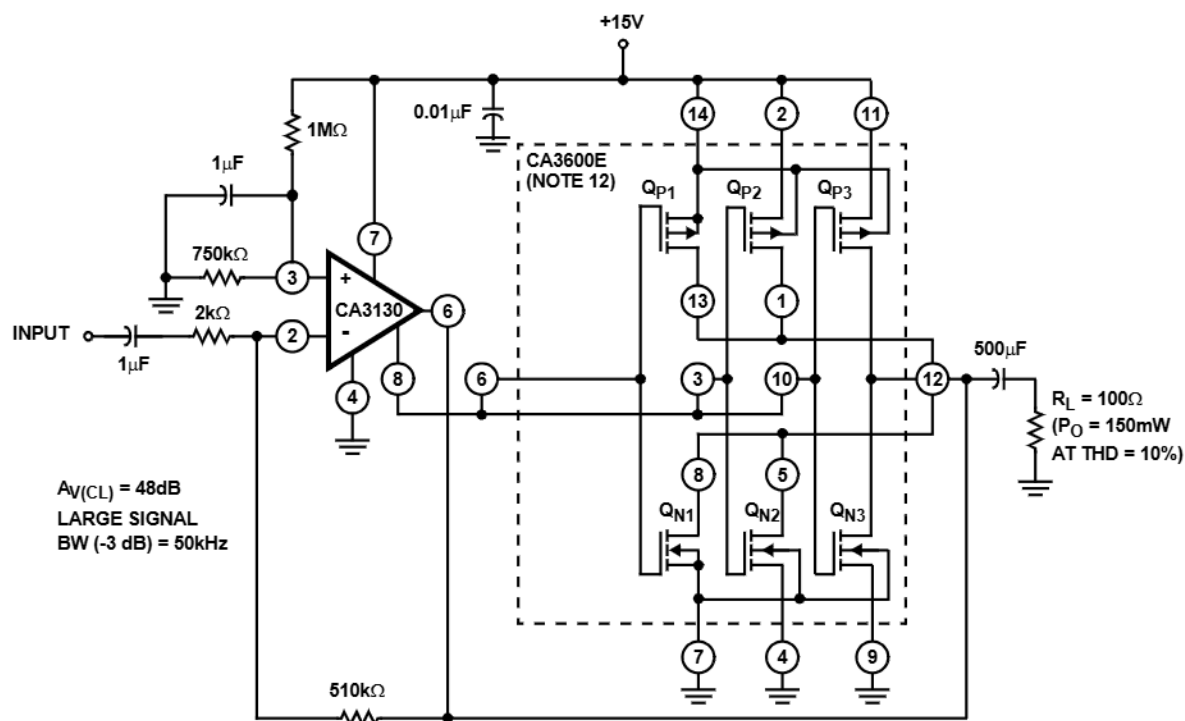 +15V
0.01μF
14
2
11
1MΩ
CA3600E
(NOTE 12)
1μF
QP1
QP2
QP3
7
750kΩ
3
+
CA3130
6
13
1
2kΩ
INPUT
2
-
1μF
500μF
8
6
3
10
12
4
RL = 100Ω
(PO = 150mW
AT THD = 10%)
8
5
AV(CL) = 48dB
LARGE SIGNAL
BW (-3 dB) = 50kHz
QN1
QN2
QN3
7
4
9
510kΩ